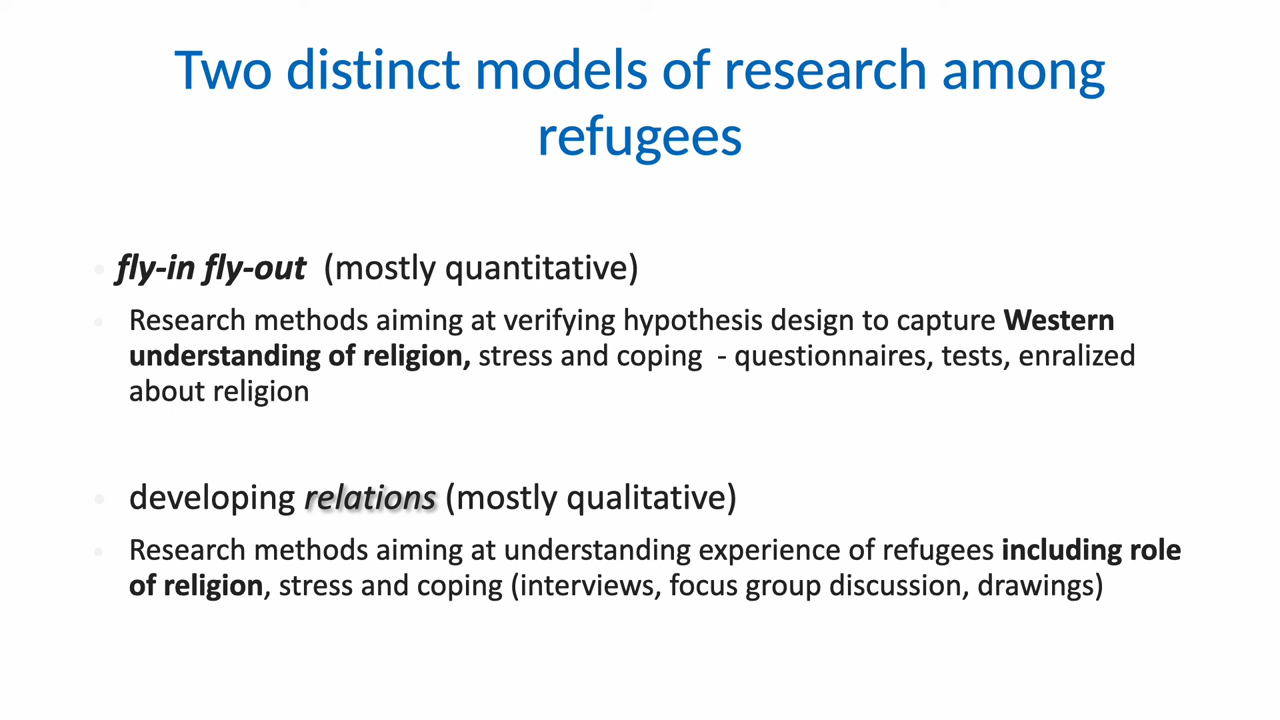 Two distinct models of research among
refugees
• fly-in fly-out (mostly quantitative)
• Research methods aiming at verifying hypothesis design to capture Western
understanding of religion, stress and coping - questionnaires, tests, enralized
about religion
• developing relations (mostly qualitative)
• Research methods aiming at understanding experience of refugees including role
of religion, stress and coping (interviews, focus group discussion, drawings)